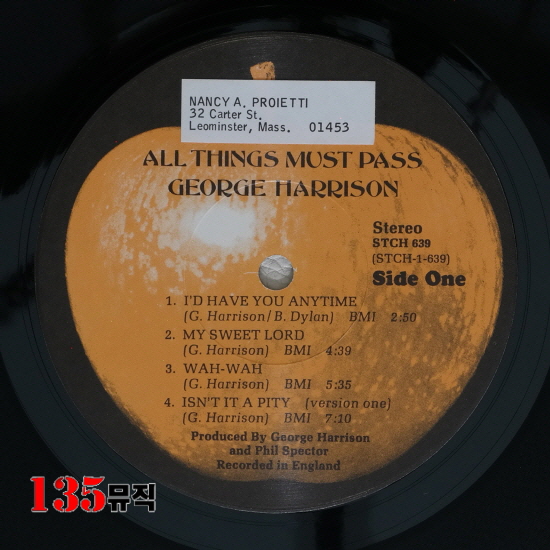 NANCY A. PROIETTI
32 Carter St.
Leominster, Mass. 01453
ALL THINGS MUST PASS
GEORGE HARRISON
Stereo
STCH 639
(STCH-1-639)
Side One
1. I'D HAVE YOU ANYTIME
(G. Harrison/B. Dylan) BMI 2:50
2. MY SWEET LORD
(G. Harrison) BMI 4:39
3. WAH-WAH
(G. Harrison) BMI 5:35
4. ISN'T IT A PITY (version one)
(G. Harrison) BMI 7:10
Produced By George Harrison
and Phil Spector
Recorded in England
135뮤직